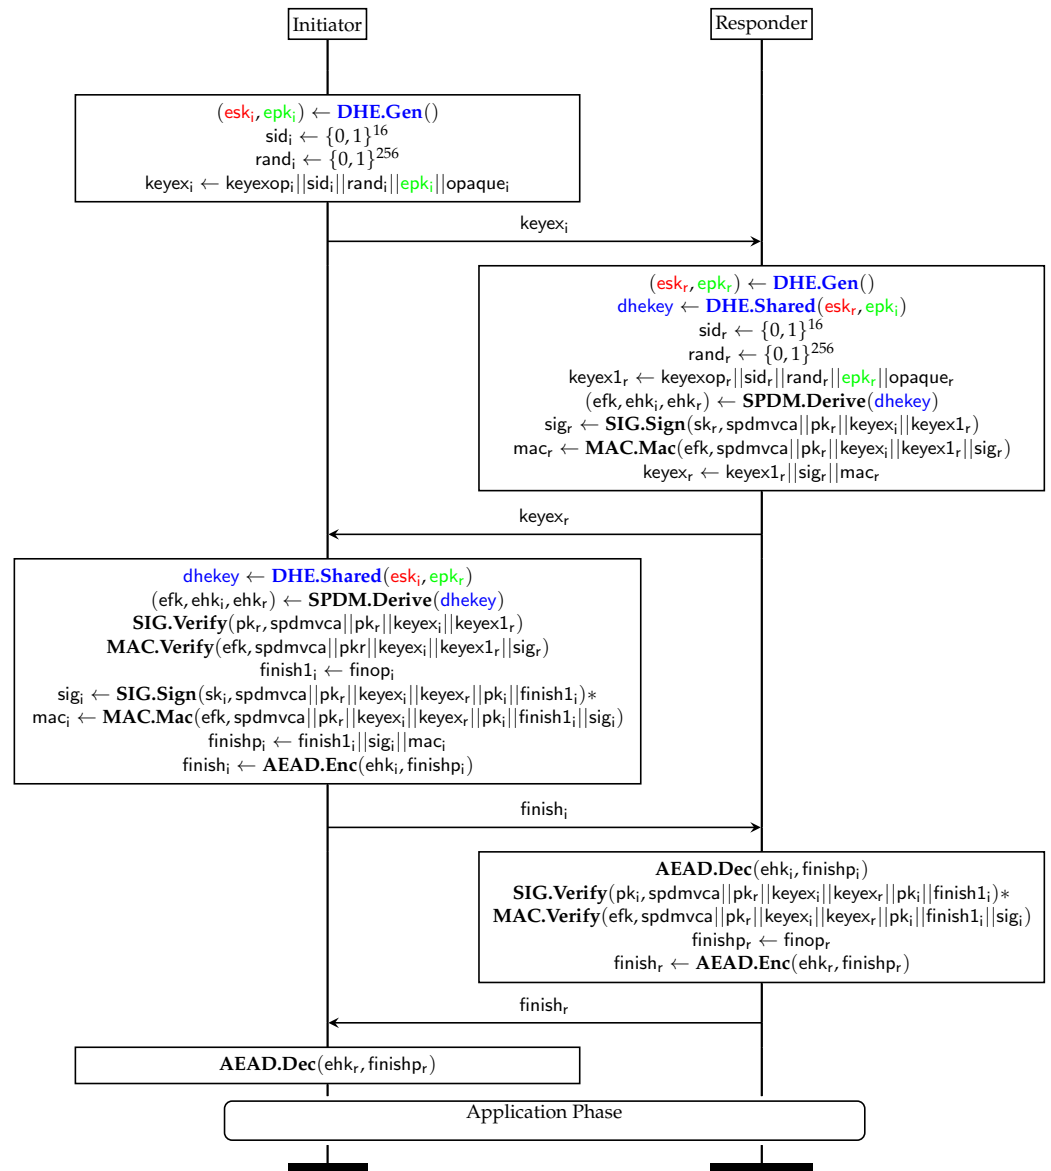 Initiator
Responder
(esk_i, epk_i) ← DHE.Gen()
sid_i ← {0, 1}^16
rand_i ← {0, 1}^256
keyex_i ← keyexop_i||sid_i||rand_i||epk_i||opaque_i
keyex_i
(esk_r, epk_r) ← DHE.Gen()
dhekey ← DHE.Shared(esk_r, epk_i)
sid_r ← {0, 1}^16
rand_r ← {0, 1}^256
keyex1_r ← keyexop_r||sid_r||rand_r||epk_r||opaque_r
(efk, ehk_i, ehk_r) ← SPDM.Derive(dhekey)
sig_r ← SIG.Sign(sk_r, spdmvca||pk_r||keyex_i||keyex1_r)
mac_r ← MAC.Mac(efk, spdmvca||pk_r||keyex_i||keyex1_r||sig_r)
keyex_r ← keyex1_r||sig_r||mac_r
keyex_r
dhekey ← DHE.Shared(esk_i, epk_r)
(efk, ehk_i, ehk_r) ← SPDM.Derive(dhekey)
SIG.Verify(pk_r, spdmvca||pk_r||keyex_i||keyex1_r)
MAC.Verify(efk, spdmvca||pkr||keyex_i||keyex1_r||sig_r)
finish1_i ← finop_i
sig_i ← SIG.Sign(sk_i, spdmvca||pk_r||keyex_i||keyex_r||pk_i||finish1_i)*
mac_i ← MAC.Mac(efk, spdmvca||pk_r||keyex_i||keyex_r||pk_i||finish1_i||sig_i)
finishp_i ← finish1_i||sig_i||mac_i
finish_i ← AEAD.Enc(ehk_i, finishp_i)
finish_i
AEAD.Dec(ehk_i, finishp_i)
SIG.Verify(pk_i, spdmvca||pk_r||keyex_i||keyex_r||pk_i||finish1_i)*
MAC.Verify(efk, spdmvca||pk_r||keyex_i||keyex_r||pk_i||finish1_i||sig_i)
finishp_r ← finop_r
finish_r ← AEAD.Enc(ehk_r, finishp_r)
finish_r
AEAD.Dec(ehk_r, finishp_r)
Application Phase